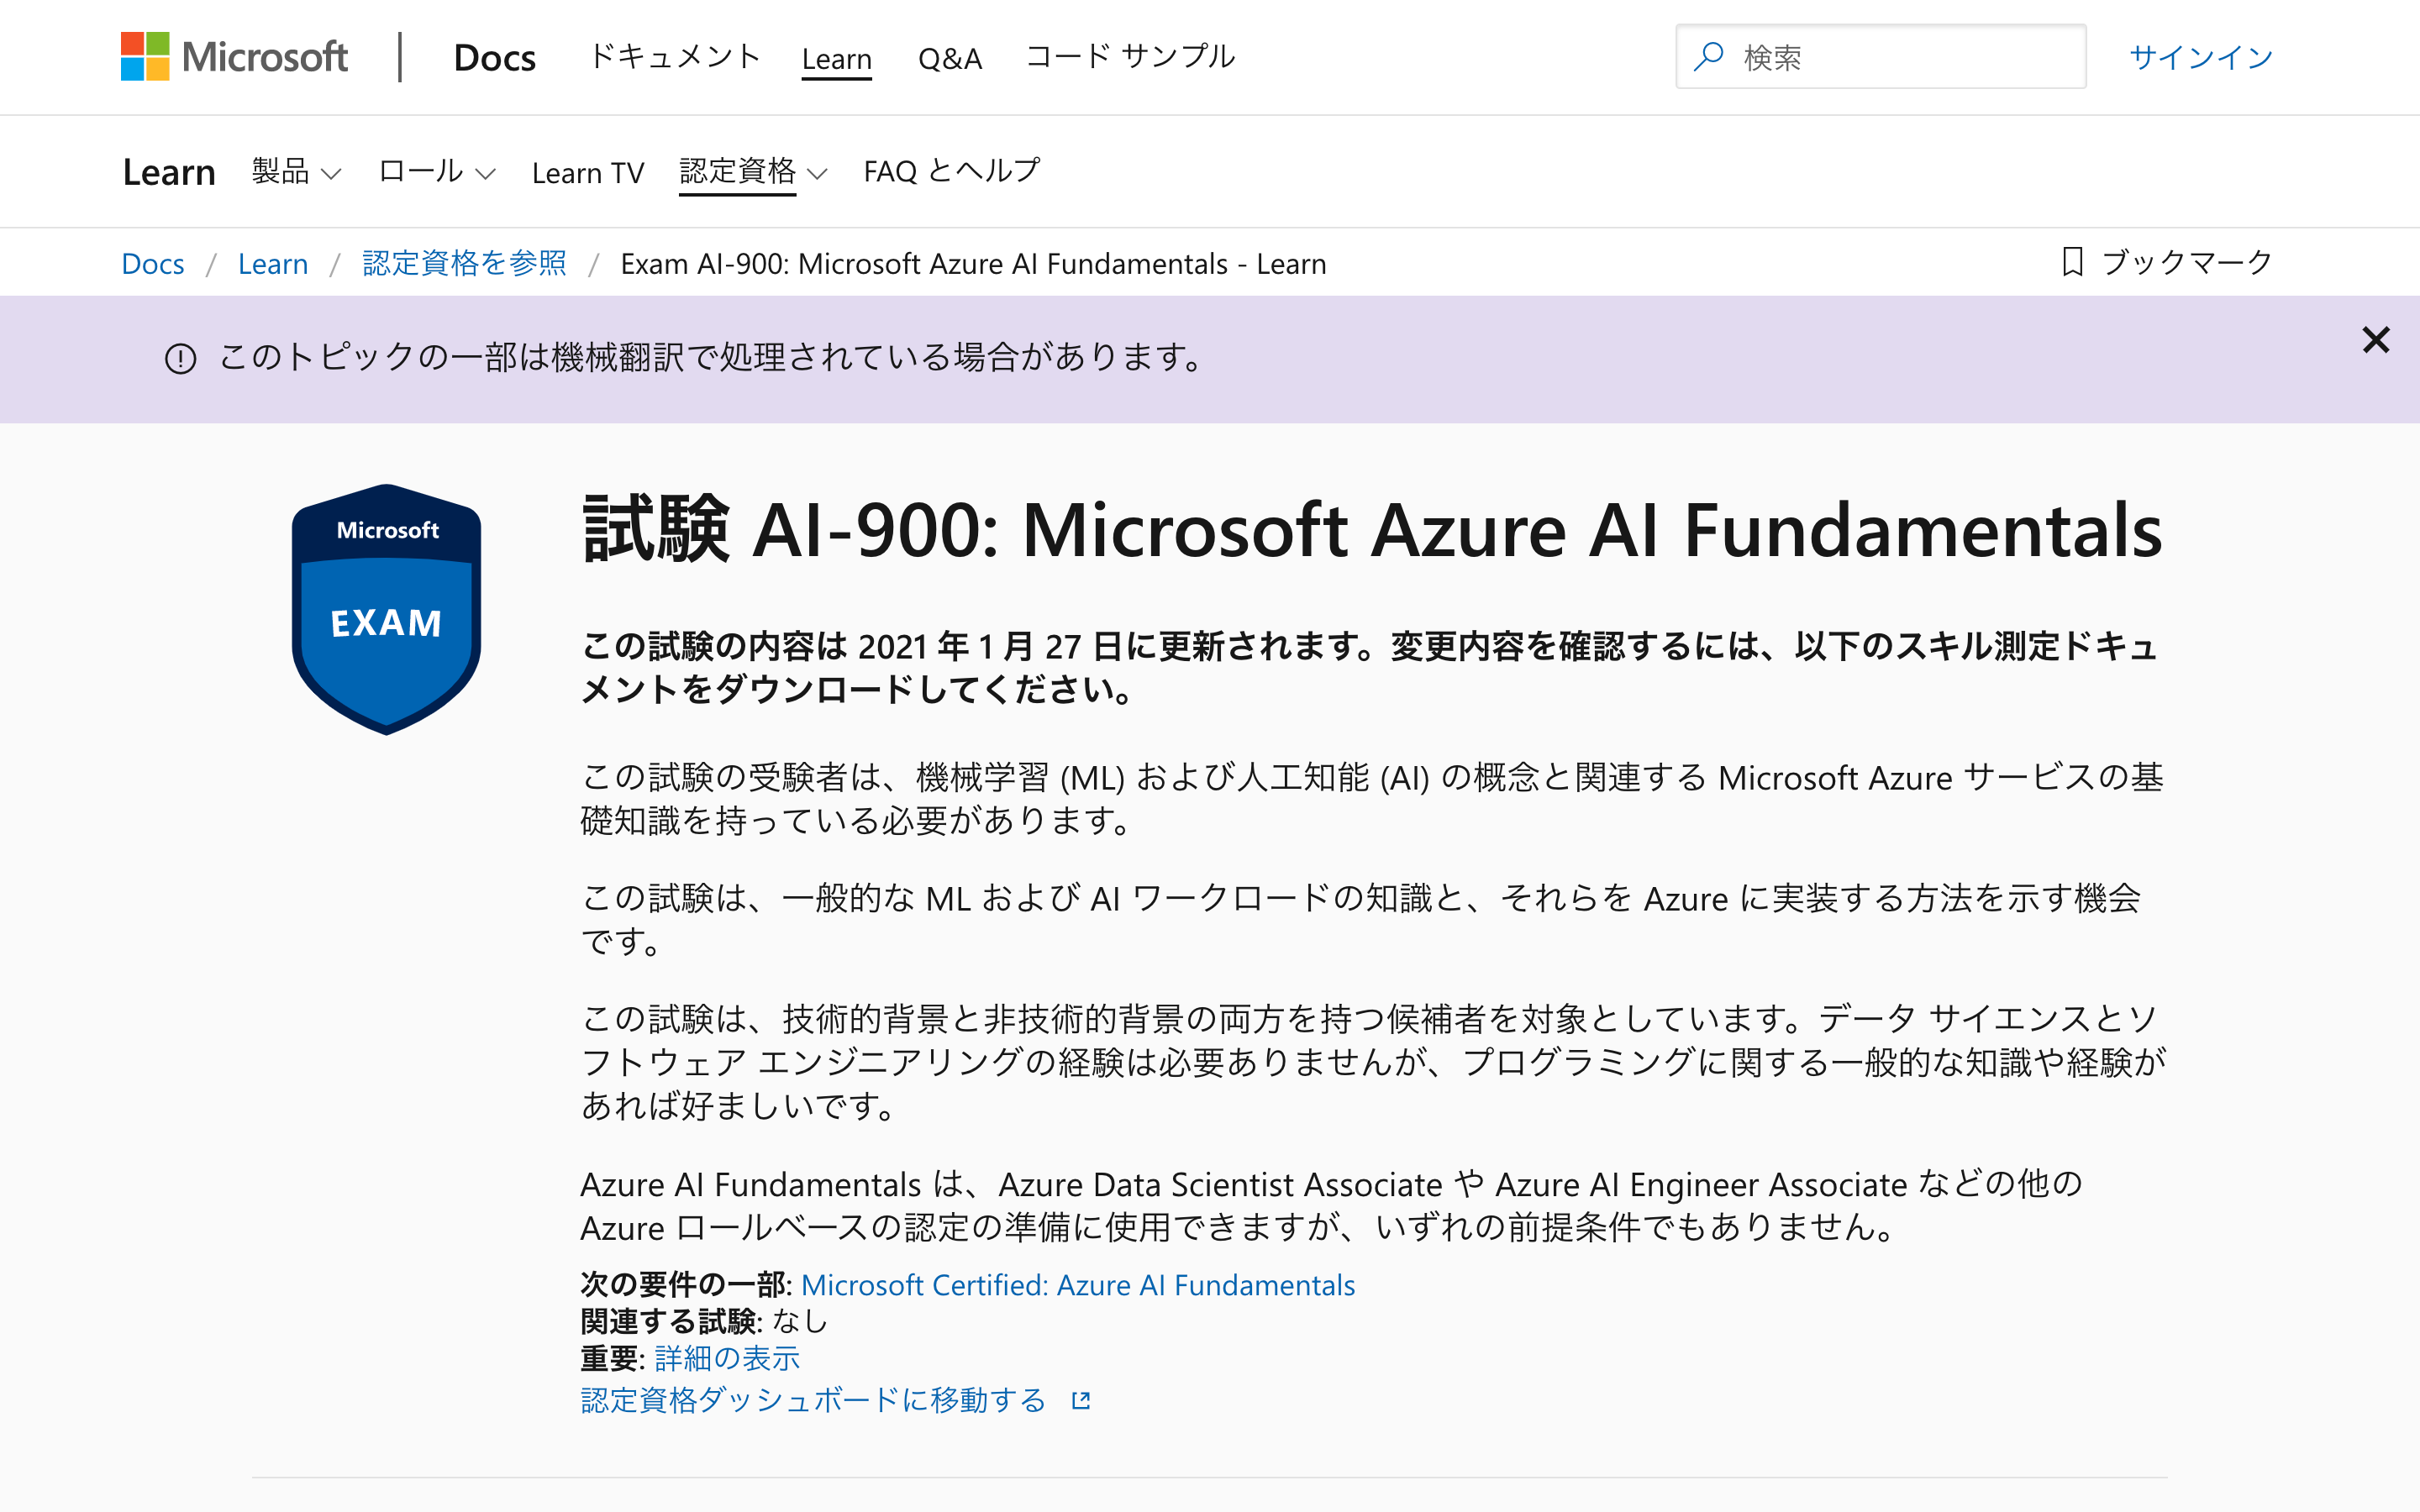 Microsoft Docs ドキュメント Learn Q&A コード サンプル 検索 サインイン
Learn 製品 ロール Learn TV 認定資格 FAQ とヘルプ
Docs / Learn / 認定資格を参照 / Exam AI-900: Microsoft Azure AI Fundamentals - Learn ブックマーク
このトピックの一部は機械翻訳で処理されている場合があります。
Microsoft
EXAM
試験 AI-900: Microsoft Azure AI Fundamentals
この試験の内容は 2021 年 1 月 27 日に更新されます。変更内容を確認するには、以下のスキル測定ドキュ
メントをダウンロードしてください。
この試験の受験者は、機械学習 (ML) および人工知能 (AI) の概念と関連する Microsoft Azure サービスの基
礎知識を持っている必要があります。
この試験は、一般的な ML および AI ワークロードの知識と、それらを Azure に実装する方法を示す機会
です。
この試験は、技術的背景と非技術的背景の両方を持つ候補者を対象としています。データ サイエンスとソ
フトウェア エンジニアリングの経験は必要ありませんが、プログラミングに関する一般的な知識や経験が
あれば好ましいです。
Azure AI Fundamentals は、Azure Data Scientist Associate や Azure AI Engineer Associate などの他の
Azure ロールベースの認定の準備に使用できますが、いずれの前提条件でもありません。
次の要件の一部: Microsoft Certified: Azure AI Fundamentals
関連する試験: なし
重要: 詳細の表示
認定資格ダッシュボードに移動する